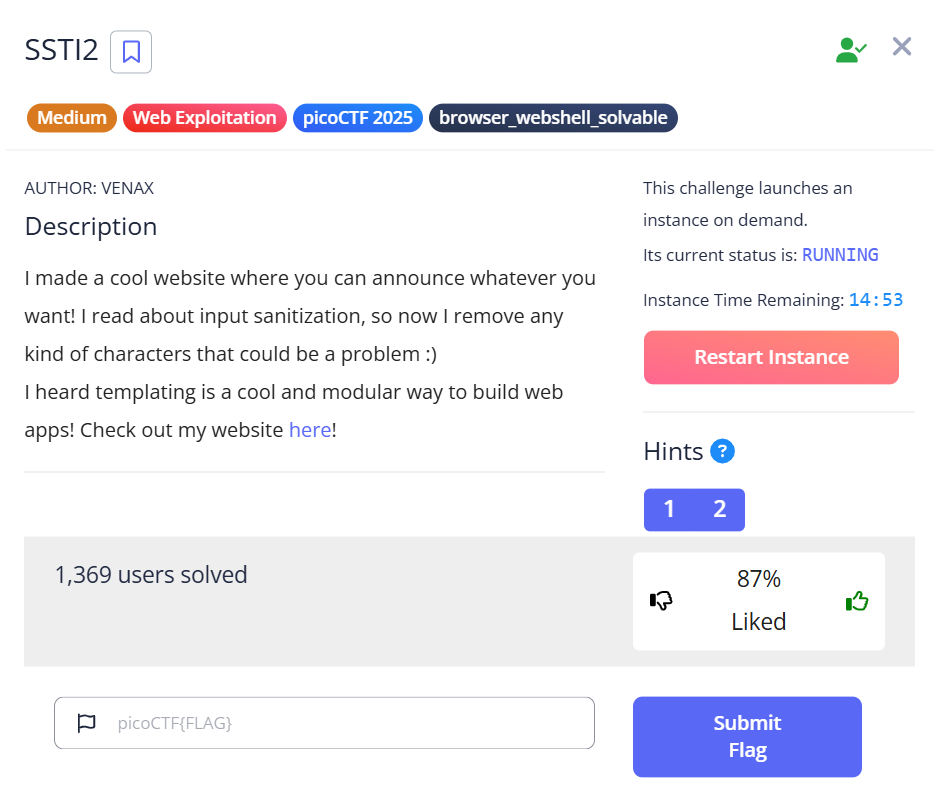 SSTI2
Medium
Web Exploitation
picoCTF 2025
browser_webshell_solvable
AUTHOR: VENAX
Description
I made a cool website where you can announce whatever you
want! I read about input sanitization, so now I remove any
kind of characters that could be a problem :)
I heard templating is a cool and modular way to build web
apps! Check out my website here!
This challenge launches an
instance on demand.
Its current status is: RUNNING
Instance Time Remaining: 14:53
Restart Instance
Hints ?
1 2
1,369 users solved
87%
Liked
picoCTF{FLAG}
Submit
Flag